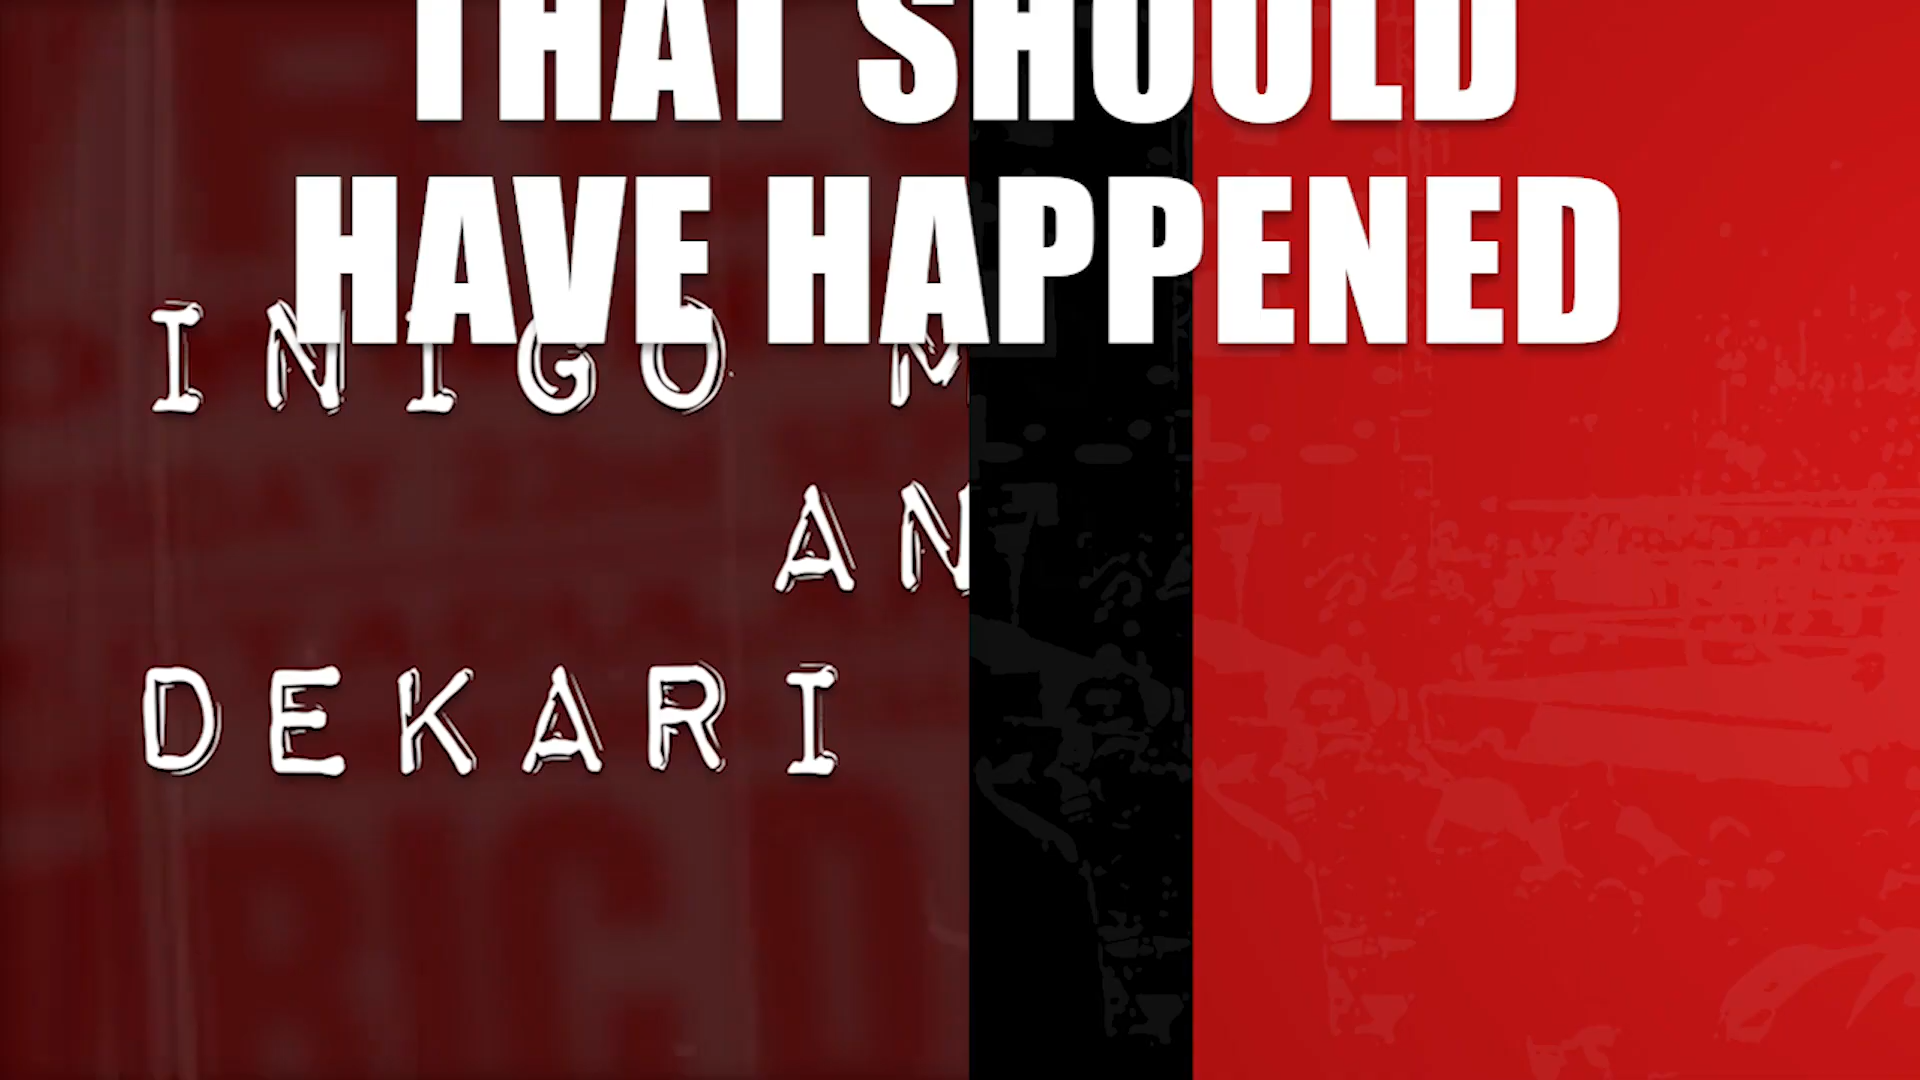 THAT SHOULD
HAVE HAPPENED
INIGO M
AN
DEKARI